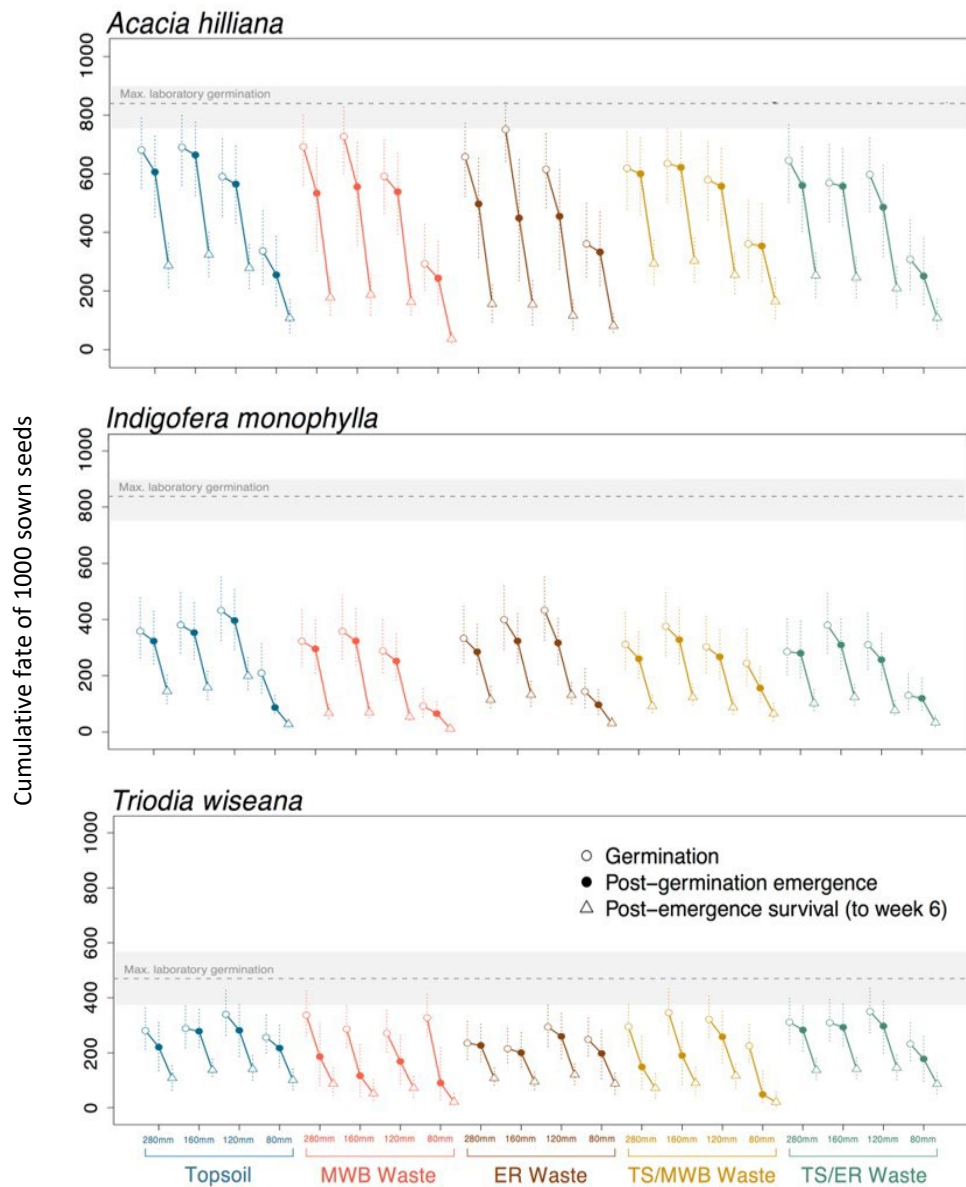 Acacia hilliana
1000
Max. laboratory germination
800
600
400
200
0
Cumulative fate of 1000 sown seeds
Indigofera monophylla
1000
Max. laboratory germination
800
600
400
200
0
Triodia wiseana
1000
800
○ Germination
● Post-germination emergence
△ Post-emergence survival (to week 6)
600
Max. laboratory germination
400
200
0
280mm 160mm 120mm 80mm 280mm 160mm 120mm 80mm 280mm 160mm 120mm 80mm 280mm 160mm 120mm 80mm 280mm 160mm 120mm 80mm
Topsoil MWB Waste ER Waste TS/MWB Waste TS/ER Waste